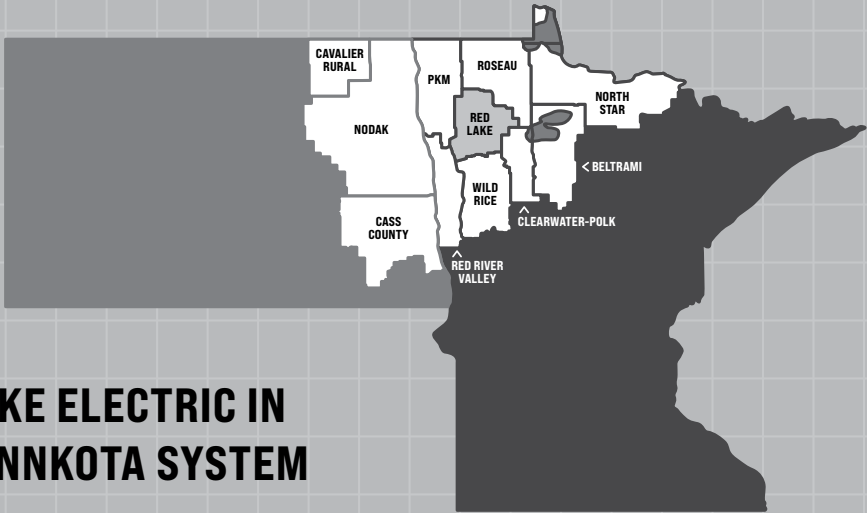 CAVALIER
RURAL
PKM
ROSEAU
NORTH
STAR
NODAK
RED
LAKE
< BELTRAMI
WILD
RICE
CASS
COUNTY
^
CLEARWATER-POLK
^
RED RIVER
VALLEY
KE ELECTRIC IN
NNKOTA SYSTEM